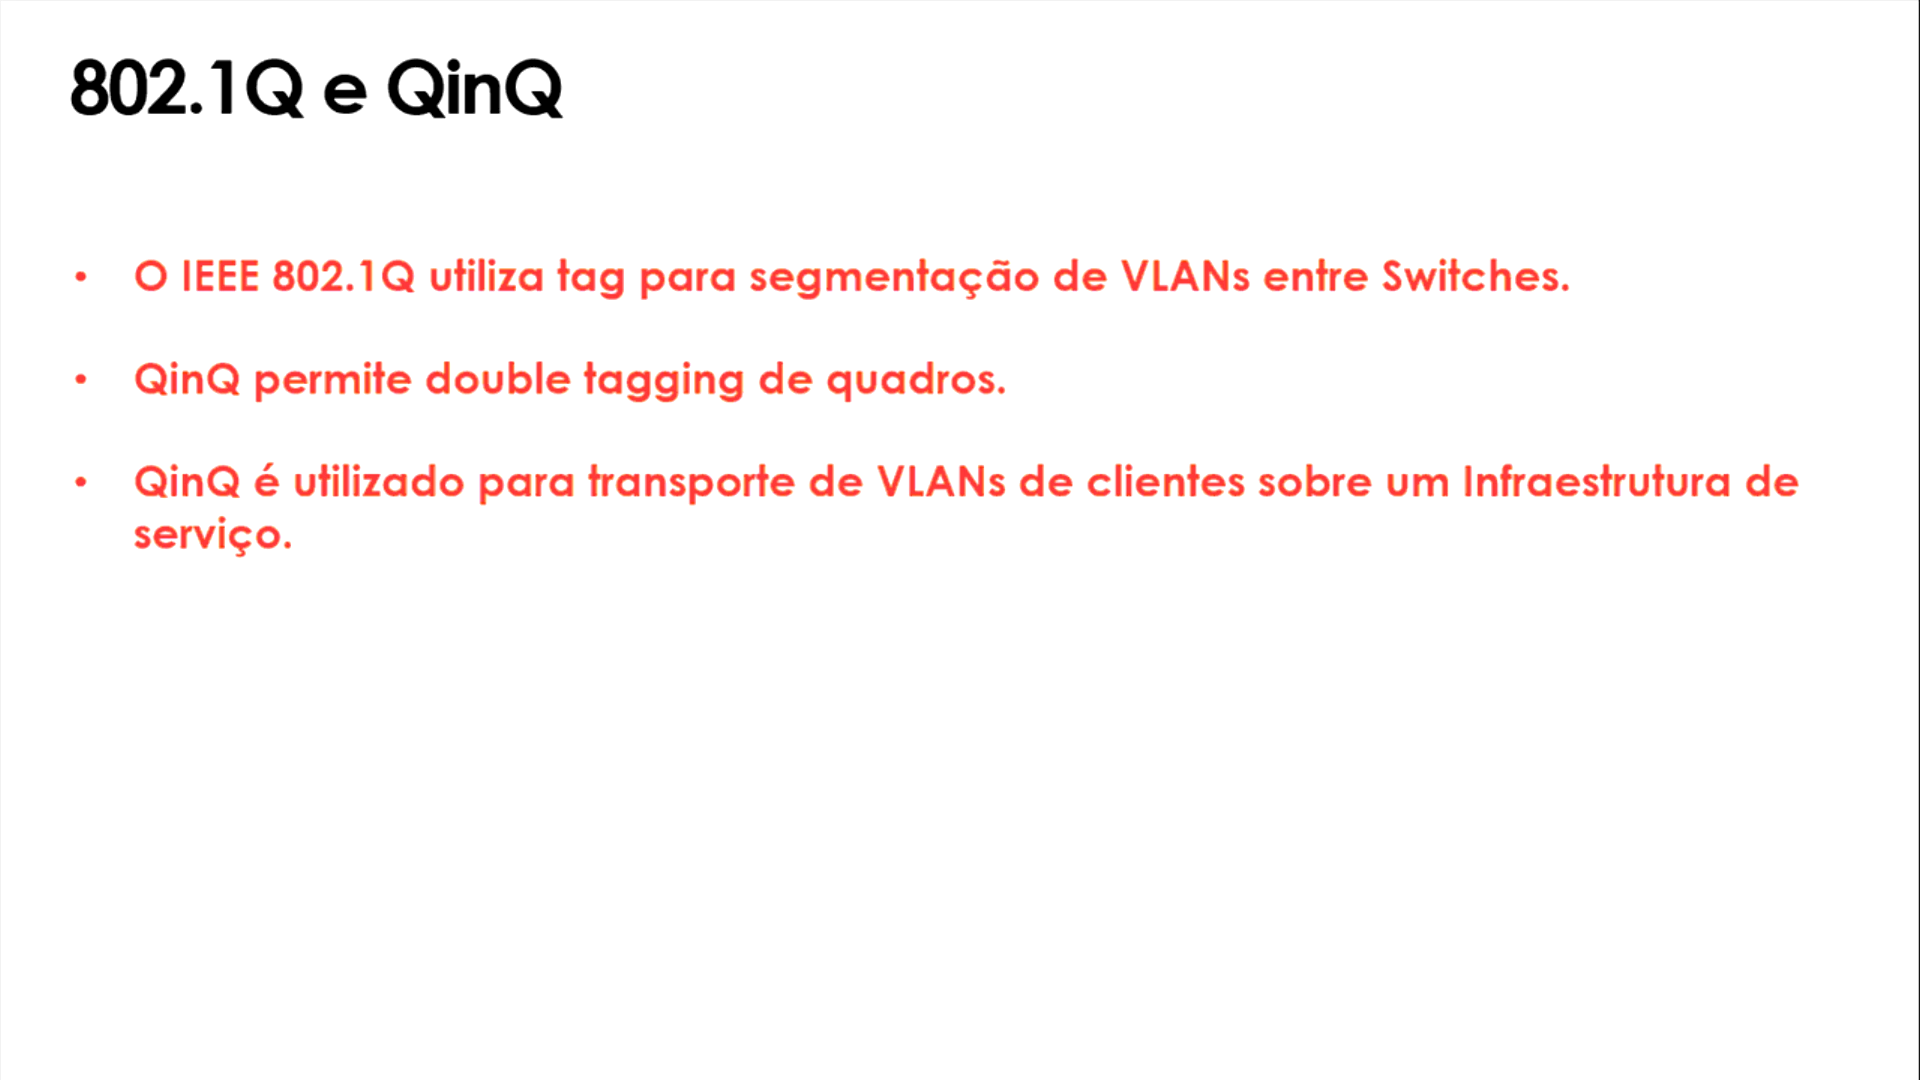 802.1Q e QinQ
• O IEEE 802.1Q utiliza tag para segmentação de VLANs entre Switches.
• QinQ permite double tagging de quadros.
• QinQ é utilizado para transporte de VLANs de clientes sobre um Infraestrutura de
serviço.